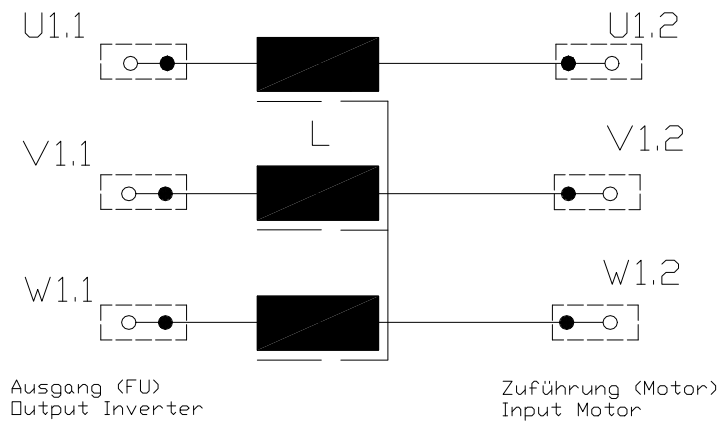 U1.1
U1.2
L
V1.1
V1.2
W1.1
W1.2
Ausgang (FU)
Output Inverter
Zuführung (Motor)
Input Motor